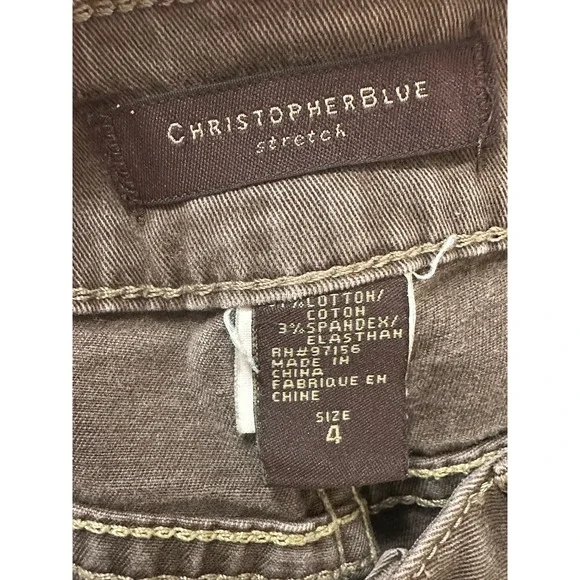 CHRISTOPHERBLUE
stretch
%COTTON/
COTON
3%SPANDEX/
ELASTHAN
RN#97156
MADE IN
CHINA
FABRIQUE EN
CHINE
SIZE
4